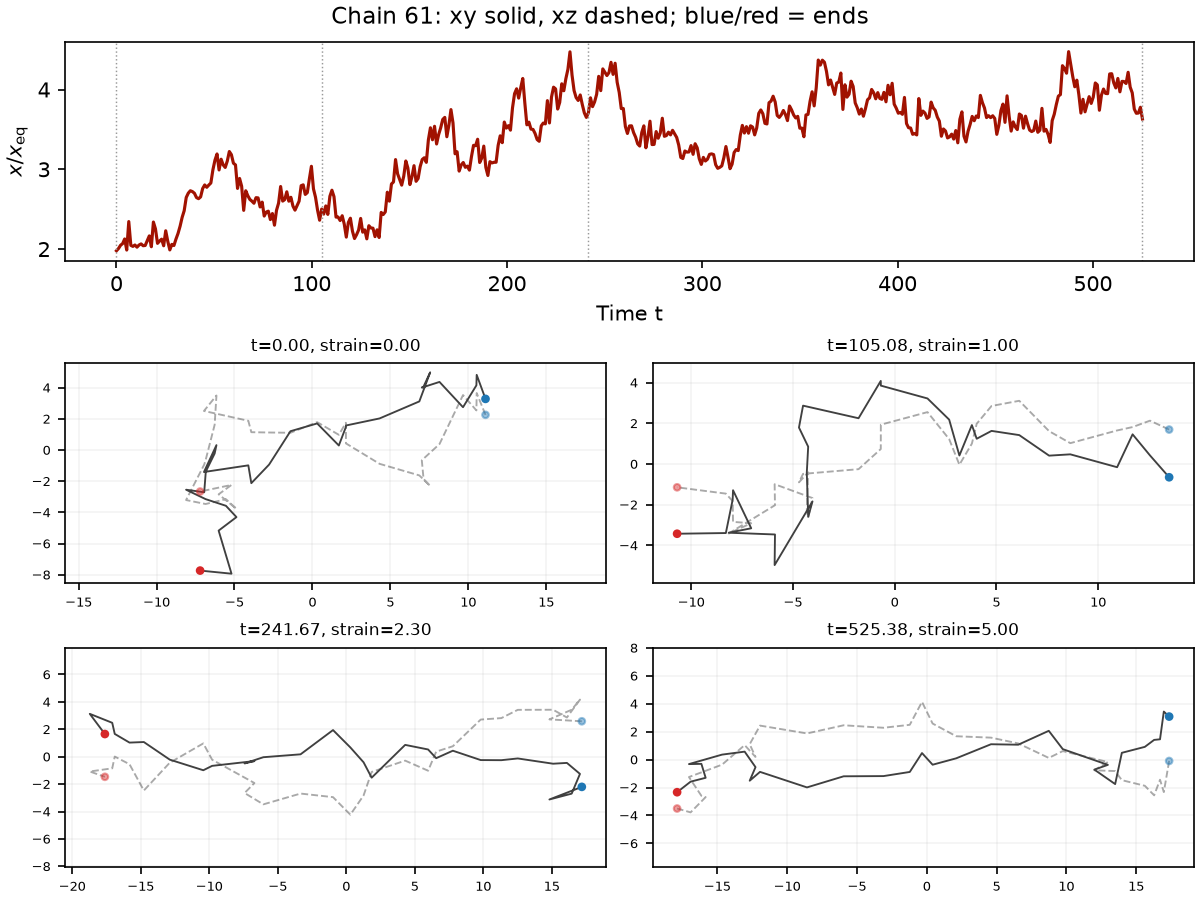 Chain 61: xy solid, xz dashed; blue/red = ends
x/x_eq
4
3
2
0 100 200 300 400 500
Time t
t=0.00, strain=0.00
4
2
0
−2
−4
−6
−8
−15 −10 −5 0 5 10 15
t=105.08, strain=1.00
4
2
0
−2
−4
−10 −5 0 5 10
t=241.67, strain=2.30
6
4
2
0
−2
−4
−6
−8
−20 −15 −10 −5 0 5 10 15
t=525.38, strain=5.00
8
6
4
2
0
−2
−4
−6
−15 −10 −5 0 5 10 15